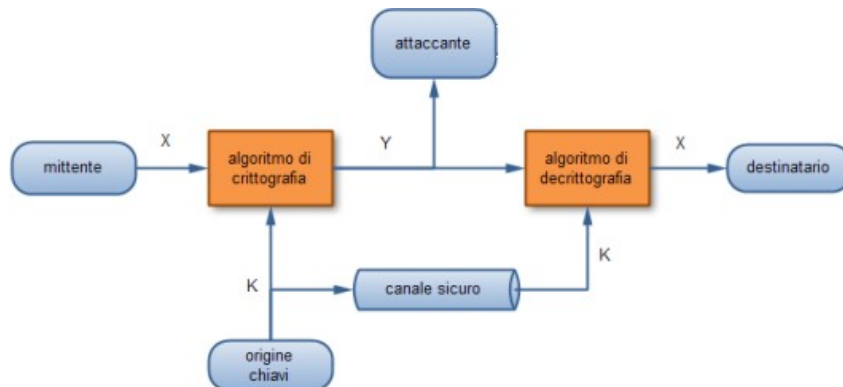 attaccante
X
Y
X
mittente
algoritmo di
crittografia
algoritmo di
decrittografia
destinatario
K
canale sicuro
K
origine
chiavi